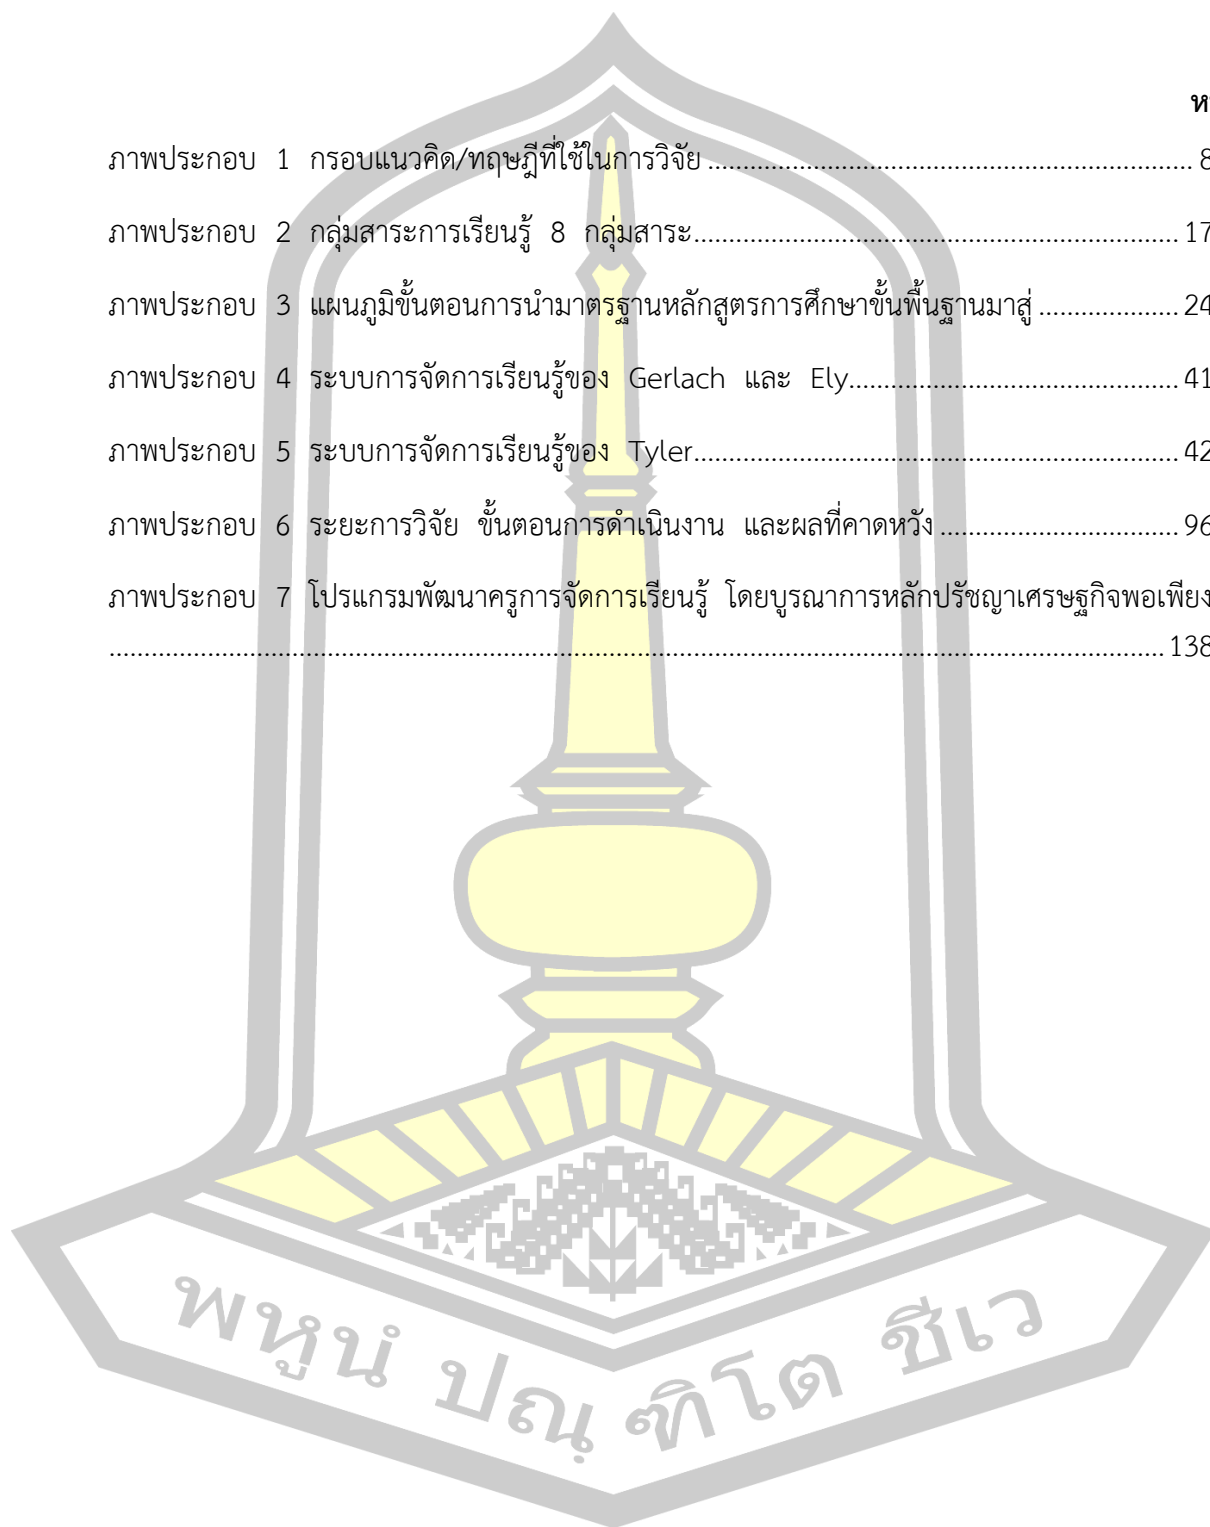 ภาพประกอบ 1 กรอบแนวคิด/ทฤษฎีที่ใช้ในการวิจัย ........................ 8
ภาพประกอบ 2 กลุ่มสาระการเรียนรู้ 8 กลุ่มสาระ........................ 17
ภาพประกอบ 3 แผนภูมิขั้นตอนการนำมาตรฐานหลักสูตรการศึกษาขั้นพื้นฐานมาสู่ ................... 24
ภาพประกอบ 4 ระบบการจัดการเรียนรู้ของ Gerlach และ Ely........................ 41
ภาพประกอบ 5 ระบบการจัดการเรียนรู้ของ Tyler........................ 42
ภาพประกอบ 6 ระยะการวิจัย ขั้นตอนการดำเนินงาน และผลที่คาดหวัง ........................ 96
ภาพประกอบ 7 โปรแกรมพัฒนาครูการจัดการเรียนรู้ โดยบูรณาการหลักปรัชญาเศรษฐกิจพอเพียง
........................ 138
พหูนํ ปณฺฑิโต ชีเว